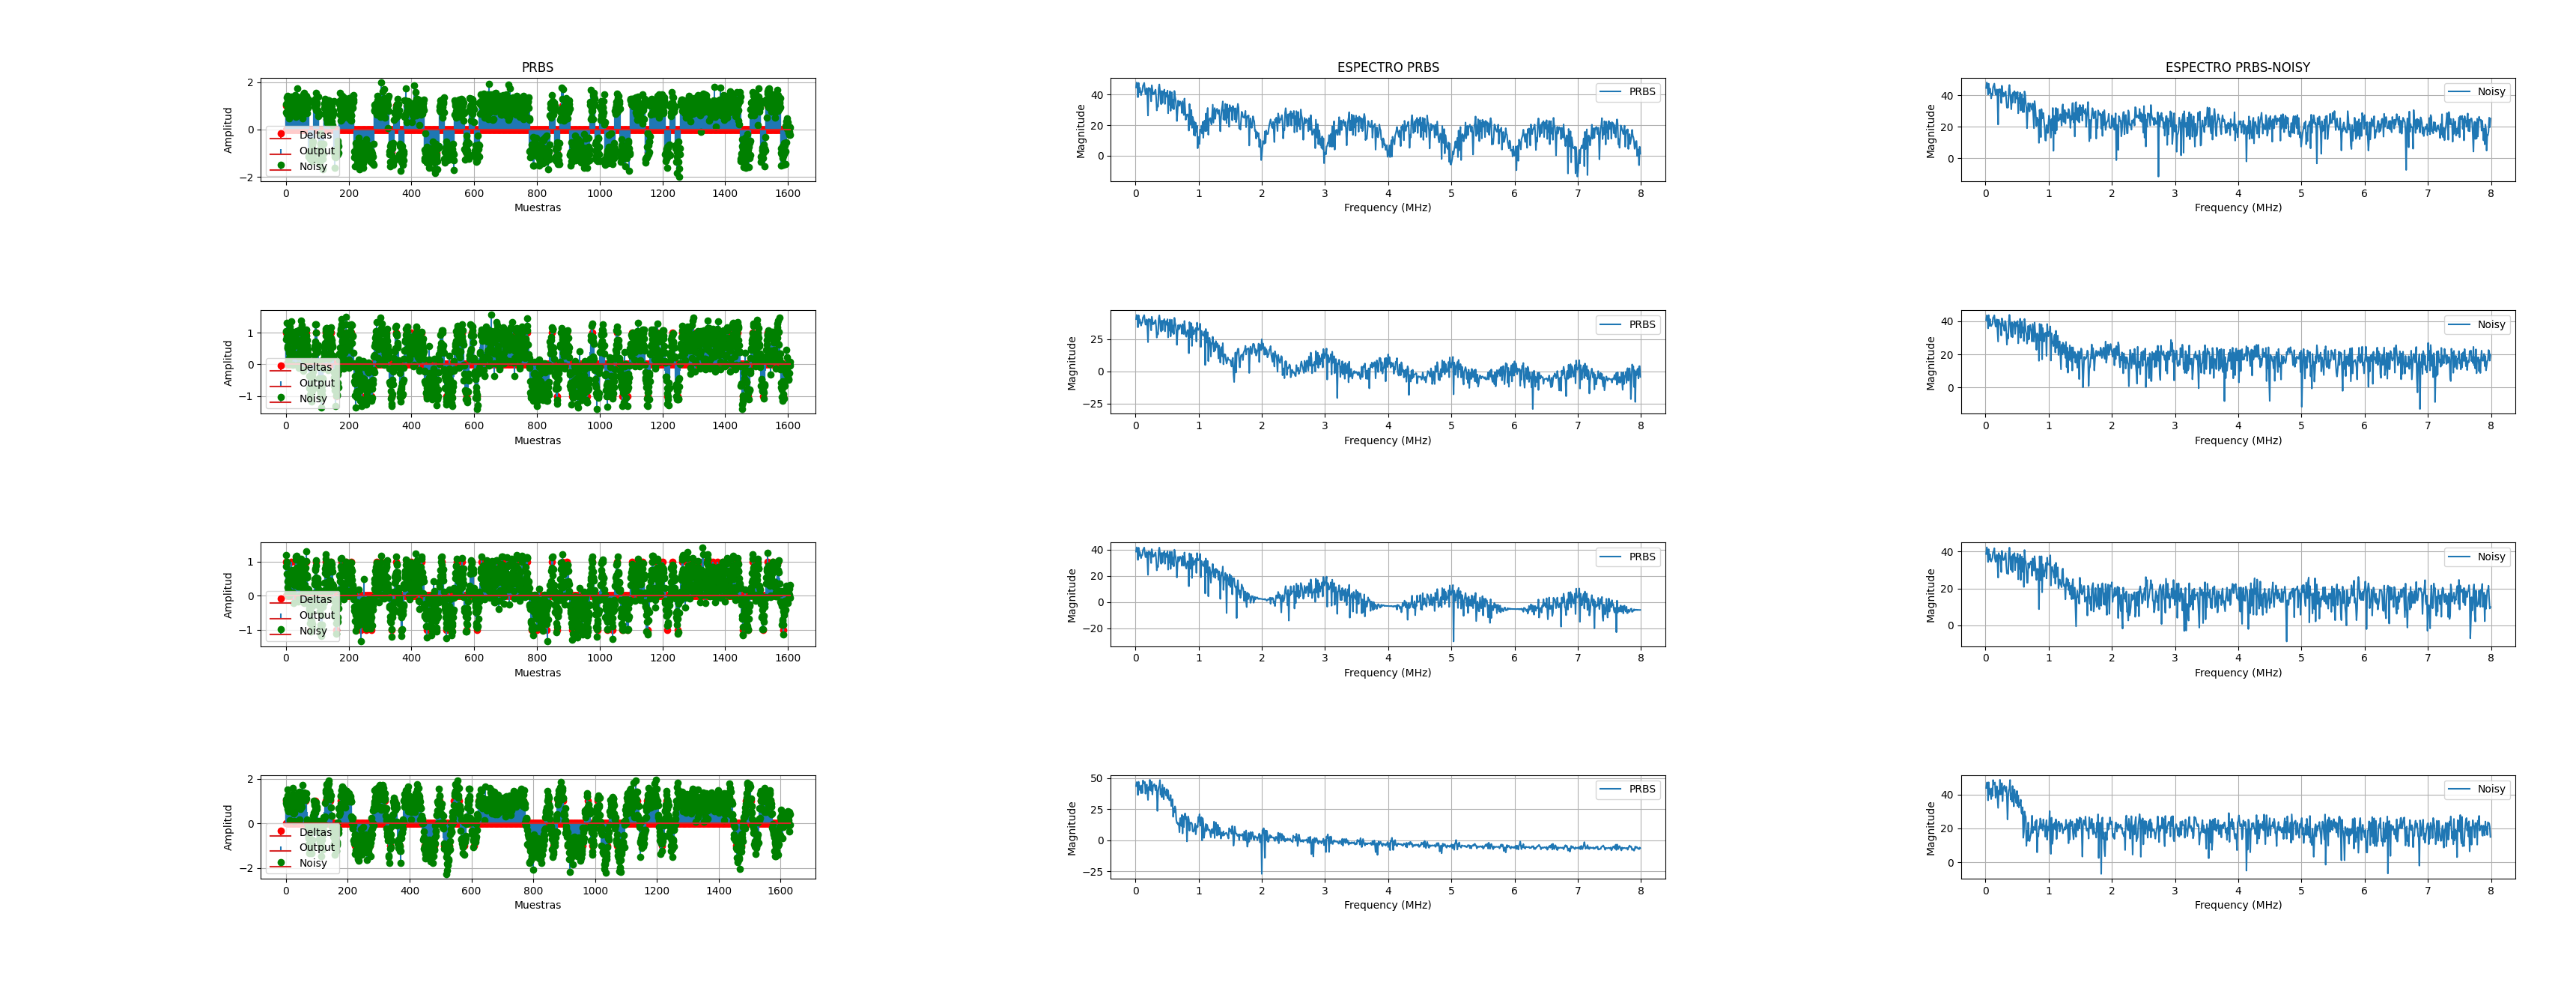 PRBS
ESPECTRO PRBS
ESPECTRO PRBS-NOISY
Amplitud
2
0
−2
Deltas
Output
Noisy
0 200 400 600 800 1000 1200 1400 1600
Muestras
Magnitude
40
20
0
PRBS
0 1 2 3 4 5 6 7 8
Frequency (MHz)
Magnitude
40
20
0
Noisy
0 1 2 3 4 5 6 7 8
Frequency (MHz)
Amplitud
1
0
−1
Deltas
Output
Noisy
0 200 400 600 800 1000 1200 1400 1600
Muestras
Magnitude
25
0
−25
PRBS
0 1 2 3 4 5 6 7 8
Frequency (MHz)
Magnitude
40
20
0
Noisy
0 1 2 3 4 5 6 7 8
Frequency (MHz)
Amplitud
1
0
−1
Deltas
Output
Noisy
0 200 400 600 800 1000 1200 1400 1600
Muestras
Magnitude
40
20
0
−20
PRBS
0 1 2 3 4 5 6 7 8
Frequency (MHz)
Magnitude
40
20
0
Noisy
0 1 2 3 4 5 6 7 8
Frequency (MHz)
Amplitud
2
0
−2
Deltas
Output
Noisy
0 200 400 600 800 1000 1200 1400 1600
Muestras
Magnitude
50
25
0
−25
PRBS
0 1 2 3 4 5 6 7 8
Frequency (MHz)
Magnitude
40
20
0
Noisy
0 1 2 3 4 5 6 7 8
Frequency (MHz)